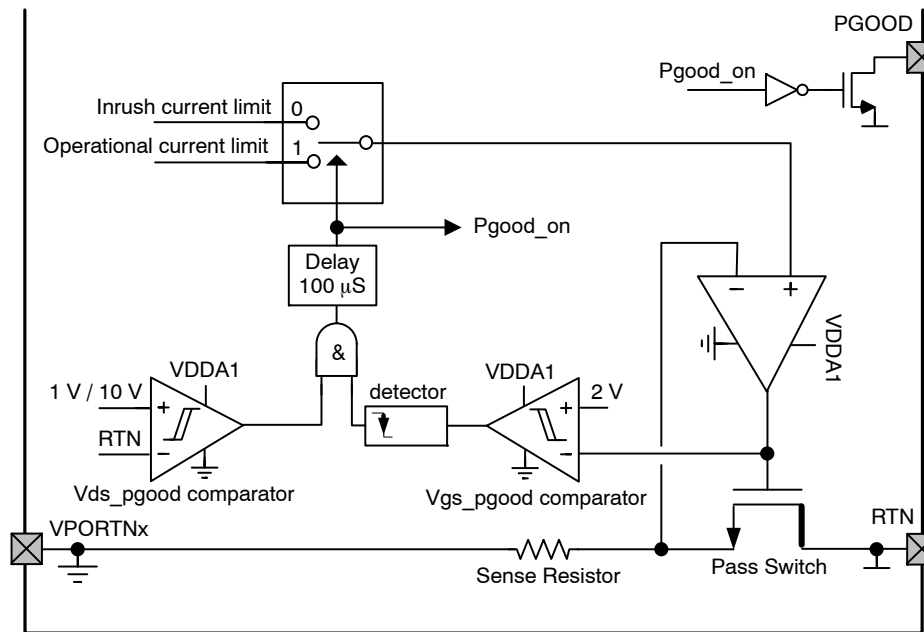 PGOOD
Pgood_on
Inrush current limit
0
Operational current limit
1
Pgood_on
Delay
100 μS
−
+
VDDA1
&
VDDA1
VDDA1
1 V / 10 V
+
detector
+
2 V
RTN
−
−
Vds_pgood comparator
Vgs_pgood comparator
VPORTNx
RTN
Sense Resistor
Pass Switch